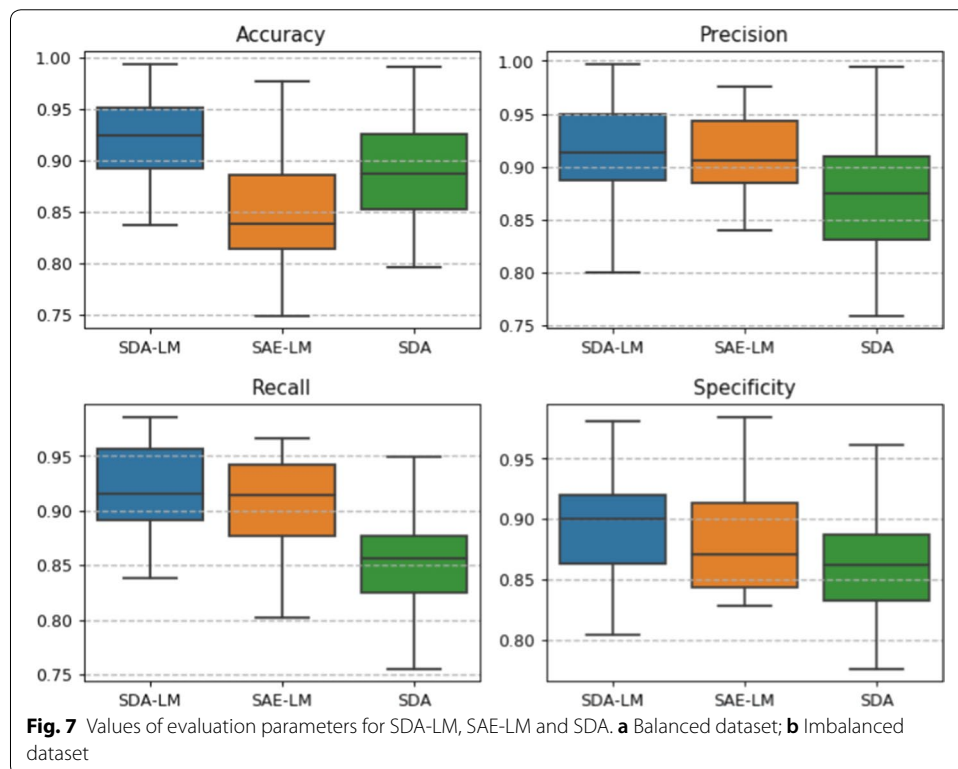 Accuracy
1.00
0.95
0.90
0.85
0.80
0.75
SDA-LM SAE-LM SDA
Precision
1.00
0.95
0.90
0.85
0.80
0.75
SDA-LM SAE-LM SDA
Recall
0.95
0.90
0.85
0.80
0.75
SDA-LM SAE-LM SDA
Specificity
0.95
0.90
0.85
0.80
SDA-LM SAE-LM SDA
Fig. 7 Values of evaluation parameters for SDA-LM, SAE-LM and SDA. a Balanced dataset; b Imbalanced
dataset